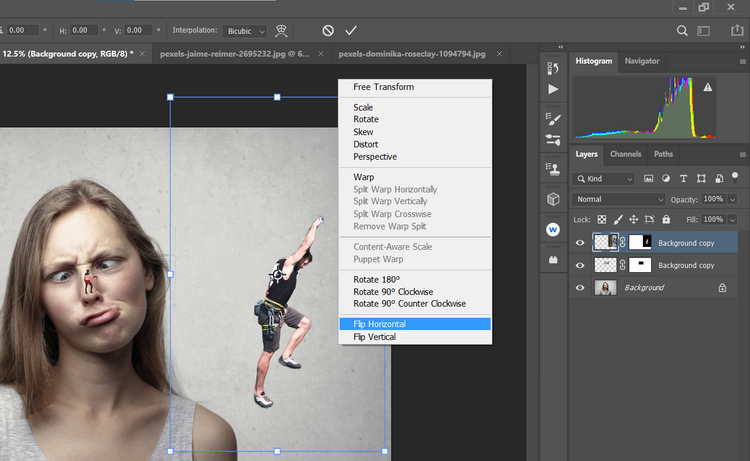 0.00 ° H: 0.00 ° V: 0.00 ° Interpolation: Bicubic
12.5% (Background copy, RGB/8) * × pexels-jaime-reimer-2695232.jpg @ 6... × pexels-dominika-roseclay-1094794.jpg ×
Free Transform
Scale
Rotate
Skew
Distort
Perspective
Warp
Split Warp Horizontally
Split Warp Vertically
Split Warp Crosswise
Remove Warp Split
Content-Aware Scale
Puppet Warp
Rotate 180°
Rotate 90° Clockwise
Rotate 90° Counter Clockwise
Flip Horizontal
Flip Vertical
Histogram Navigator
Layers Channels Paths
Kind
Normal Opacity: 100%
Lock: Fill: 100%
Background copy
Background copy
Background